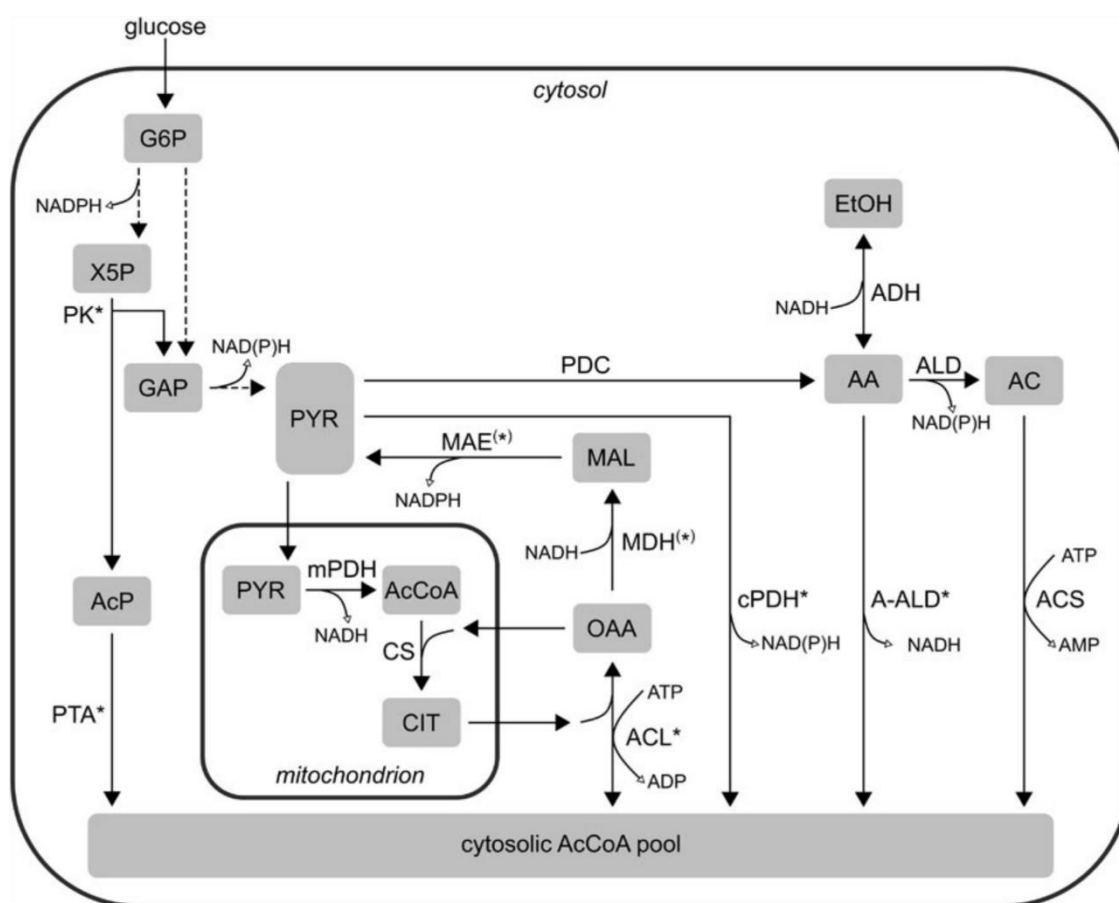 glucose
cytosol
G6P
NADPH
EtOH
X5P
PK*
NADH
ADH
NAD(P)H
GAP
PYR
PDC
AA
ALD
AC
NAD(P)H
MAE(*)
MAL
NADPH
NADH
MDH(*)
PYR
mPDH
AcCoA
NADH
AcP
CS
OAA
cPDH*
NAD(P)H
A-ALD*
NADH
ATP
ACS
AMP
PTA*
CIT
ATP
ACL*
ADP
mitochondrion
cytosolic AcCoA pool